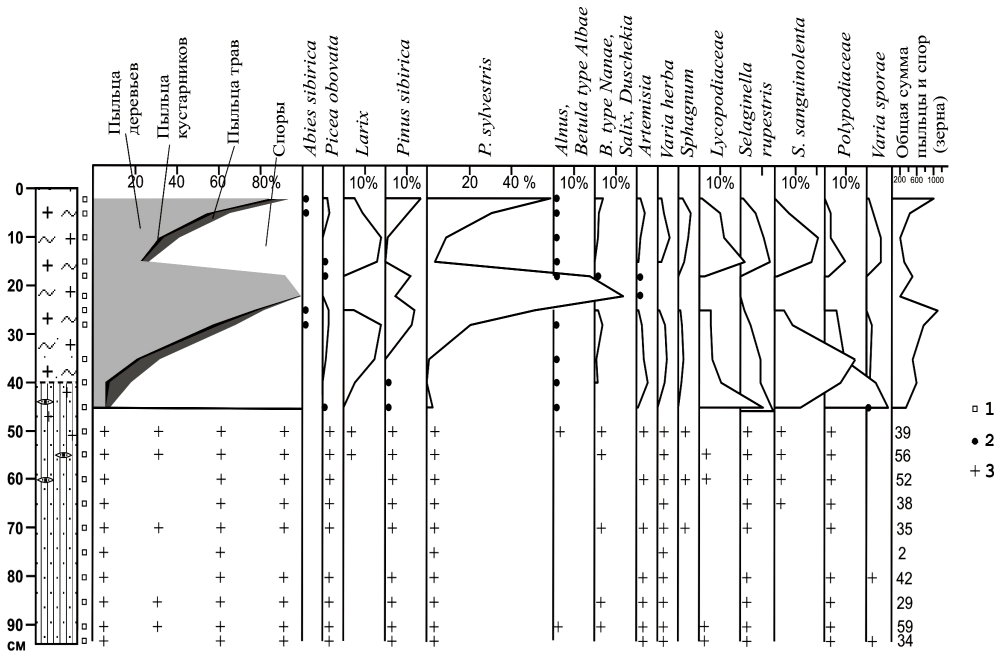 Пыльца
деревьев
Пыльца
кустарников
Пыльца трав
Споры
Abies sibirica
Picea obovata
Larix
Pinus sibirica
P. sylvestris
Alnus,
Betula type Albae
B. type Nanae,
Salix, Duschekia
Artemisia
Varia herba
Sphagnum
Lycopodiaceae
Selaginella
rupestris
S. sanguinolenta
Polypodiaceae
Varia sporae
Общая сумма
пыльцы и спор
(зерна)
20 40 60 80% 10% 10% 20 40 % 10% 10% 10% 10% 10% 200 600 1000
0
10
20
30
40
50 39
56
60 52
38
70 35
2
80 42
29
90 59
см 34
1
2
3